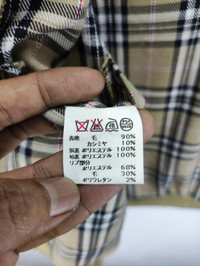 表地 毛 90%
カシミヤ 10%
胴裏 ポリエステル 100%
袖裏 ポリエステル 100%
リブ部分
ポリエステル 68%
毛 30%
ポリウレタン 2%